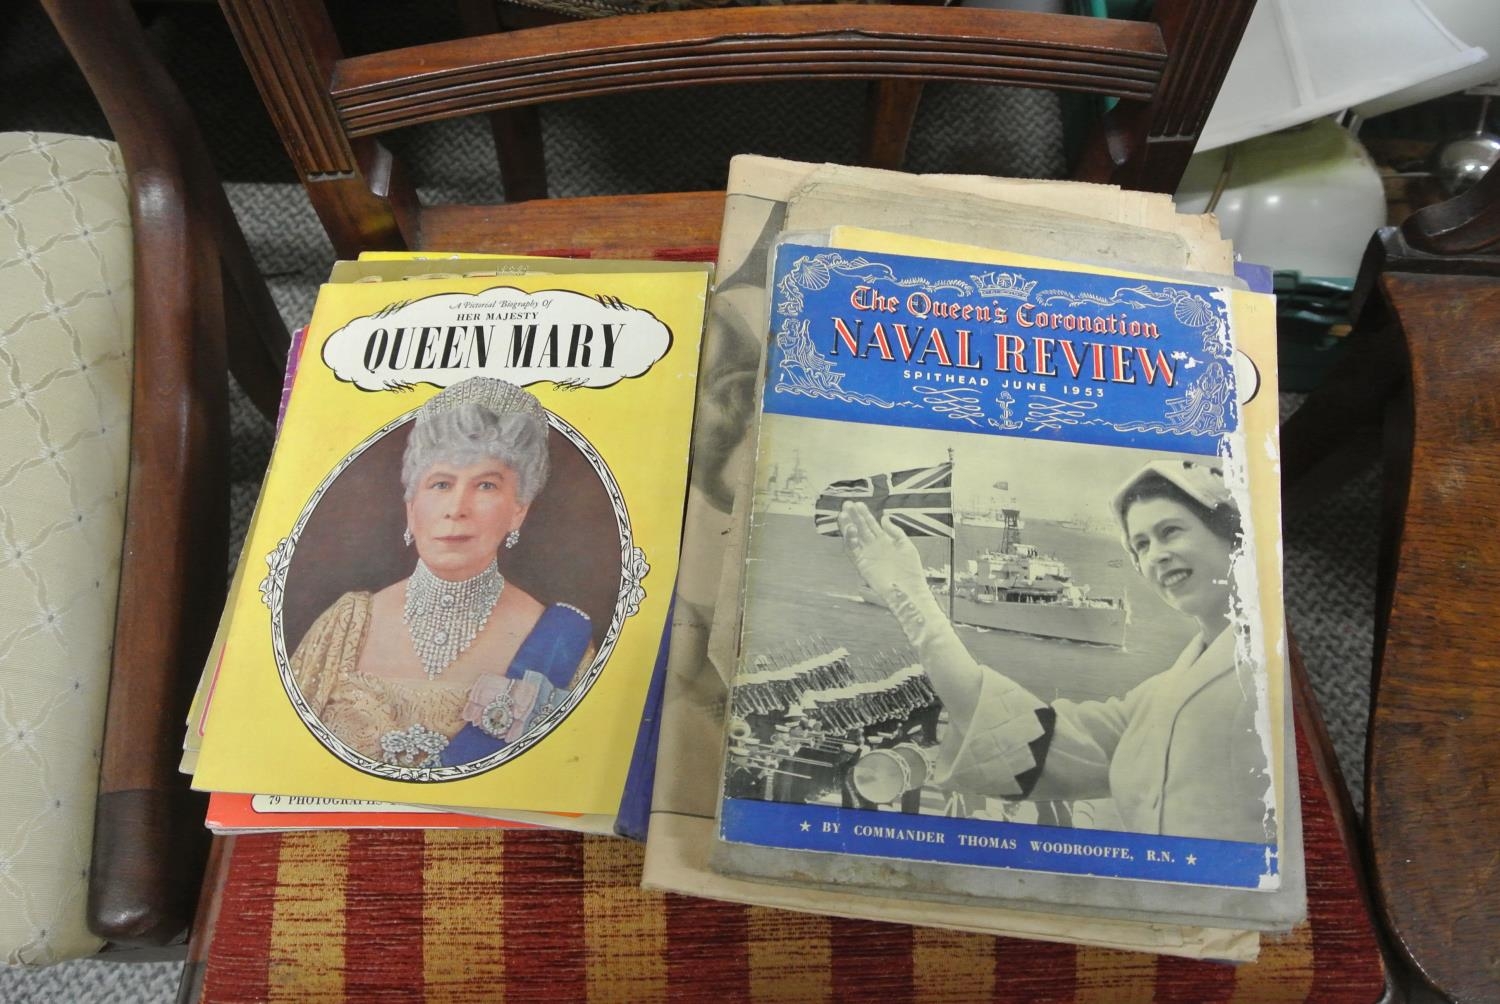 A Pictorial Biography Of
HER MAJESTY
QUEEN MARY
79 PHOTOGRAPHS
The Queen's Coronation
NAVAL REVIEW
SPITHEAD JUNE 1953
★ BY COMMANDER THOMAS WOODROOFFE, R.N. ★